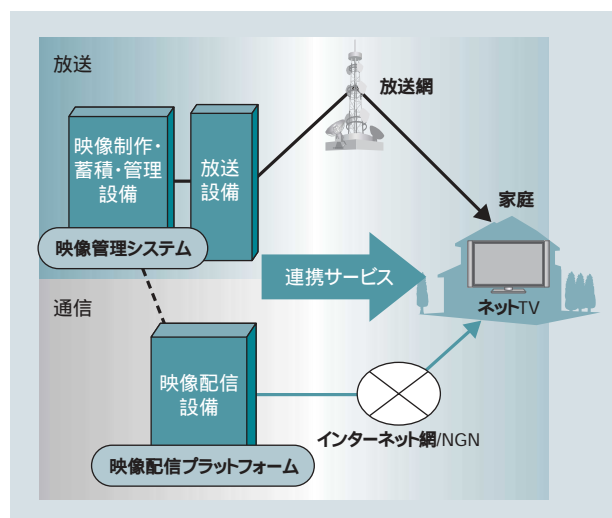 放送
放送網
映像制作・
蓄積・管理
設備
放送
設備
映像管理システム
家庭
連携サービス
ネットTV
通信
映像配信
設備
インターネット網/NGN
映像配信プラットフォーム